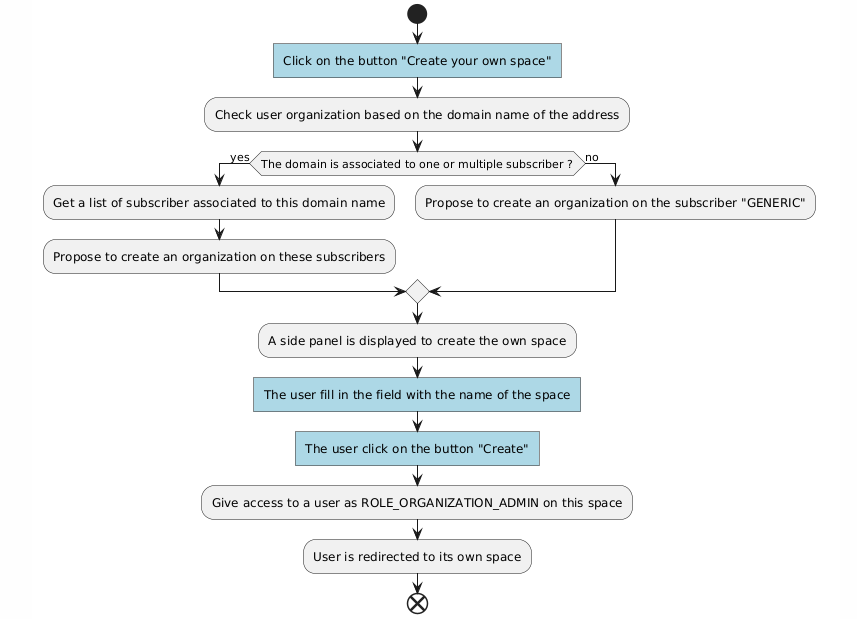 Click on the button "Create your own space"
Check user organization based on the domain name of the address
yes
The domain is associated to one or multiple subscriber ?
no
Get a list of subscriber associated to this domain name
Propose to create an organization on the subscriber "GENERIC"
Propose to create an organization on these subscribers
A side panel is displayed to create the own space
The user fill in the field with the name of the space
The user click on the button "Create"
Give access to a user as ROLE_ORGANIZATION_ADMIN on this space
User is redirected to its own space